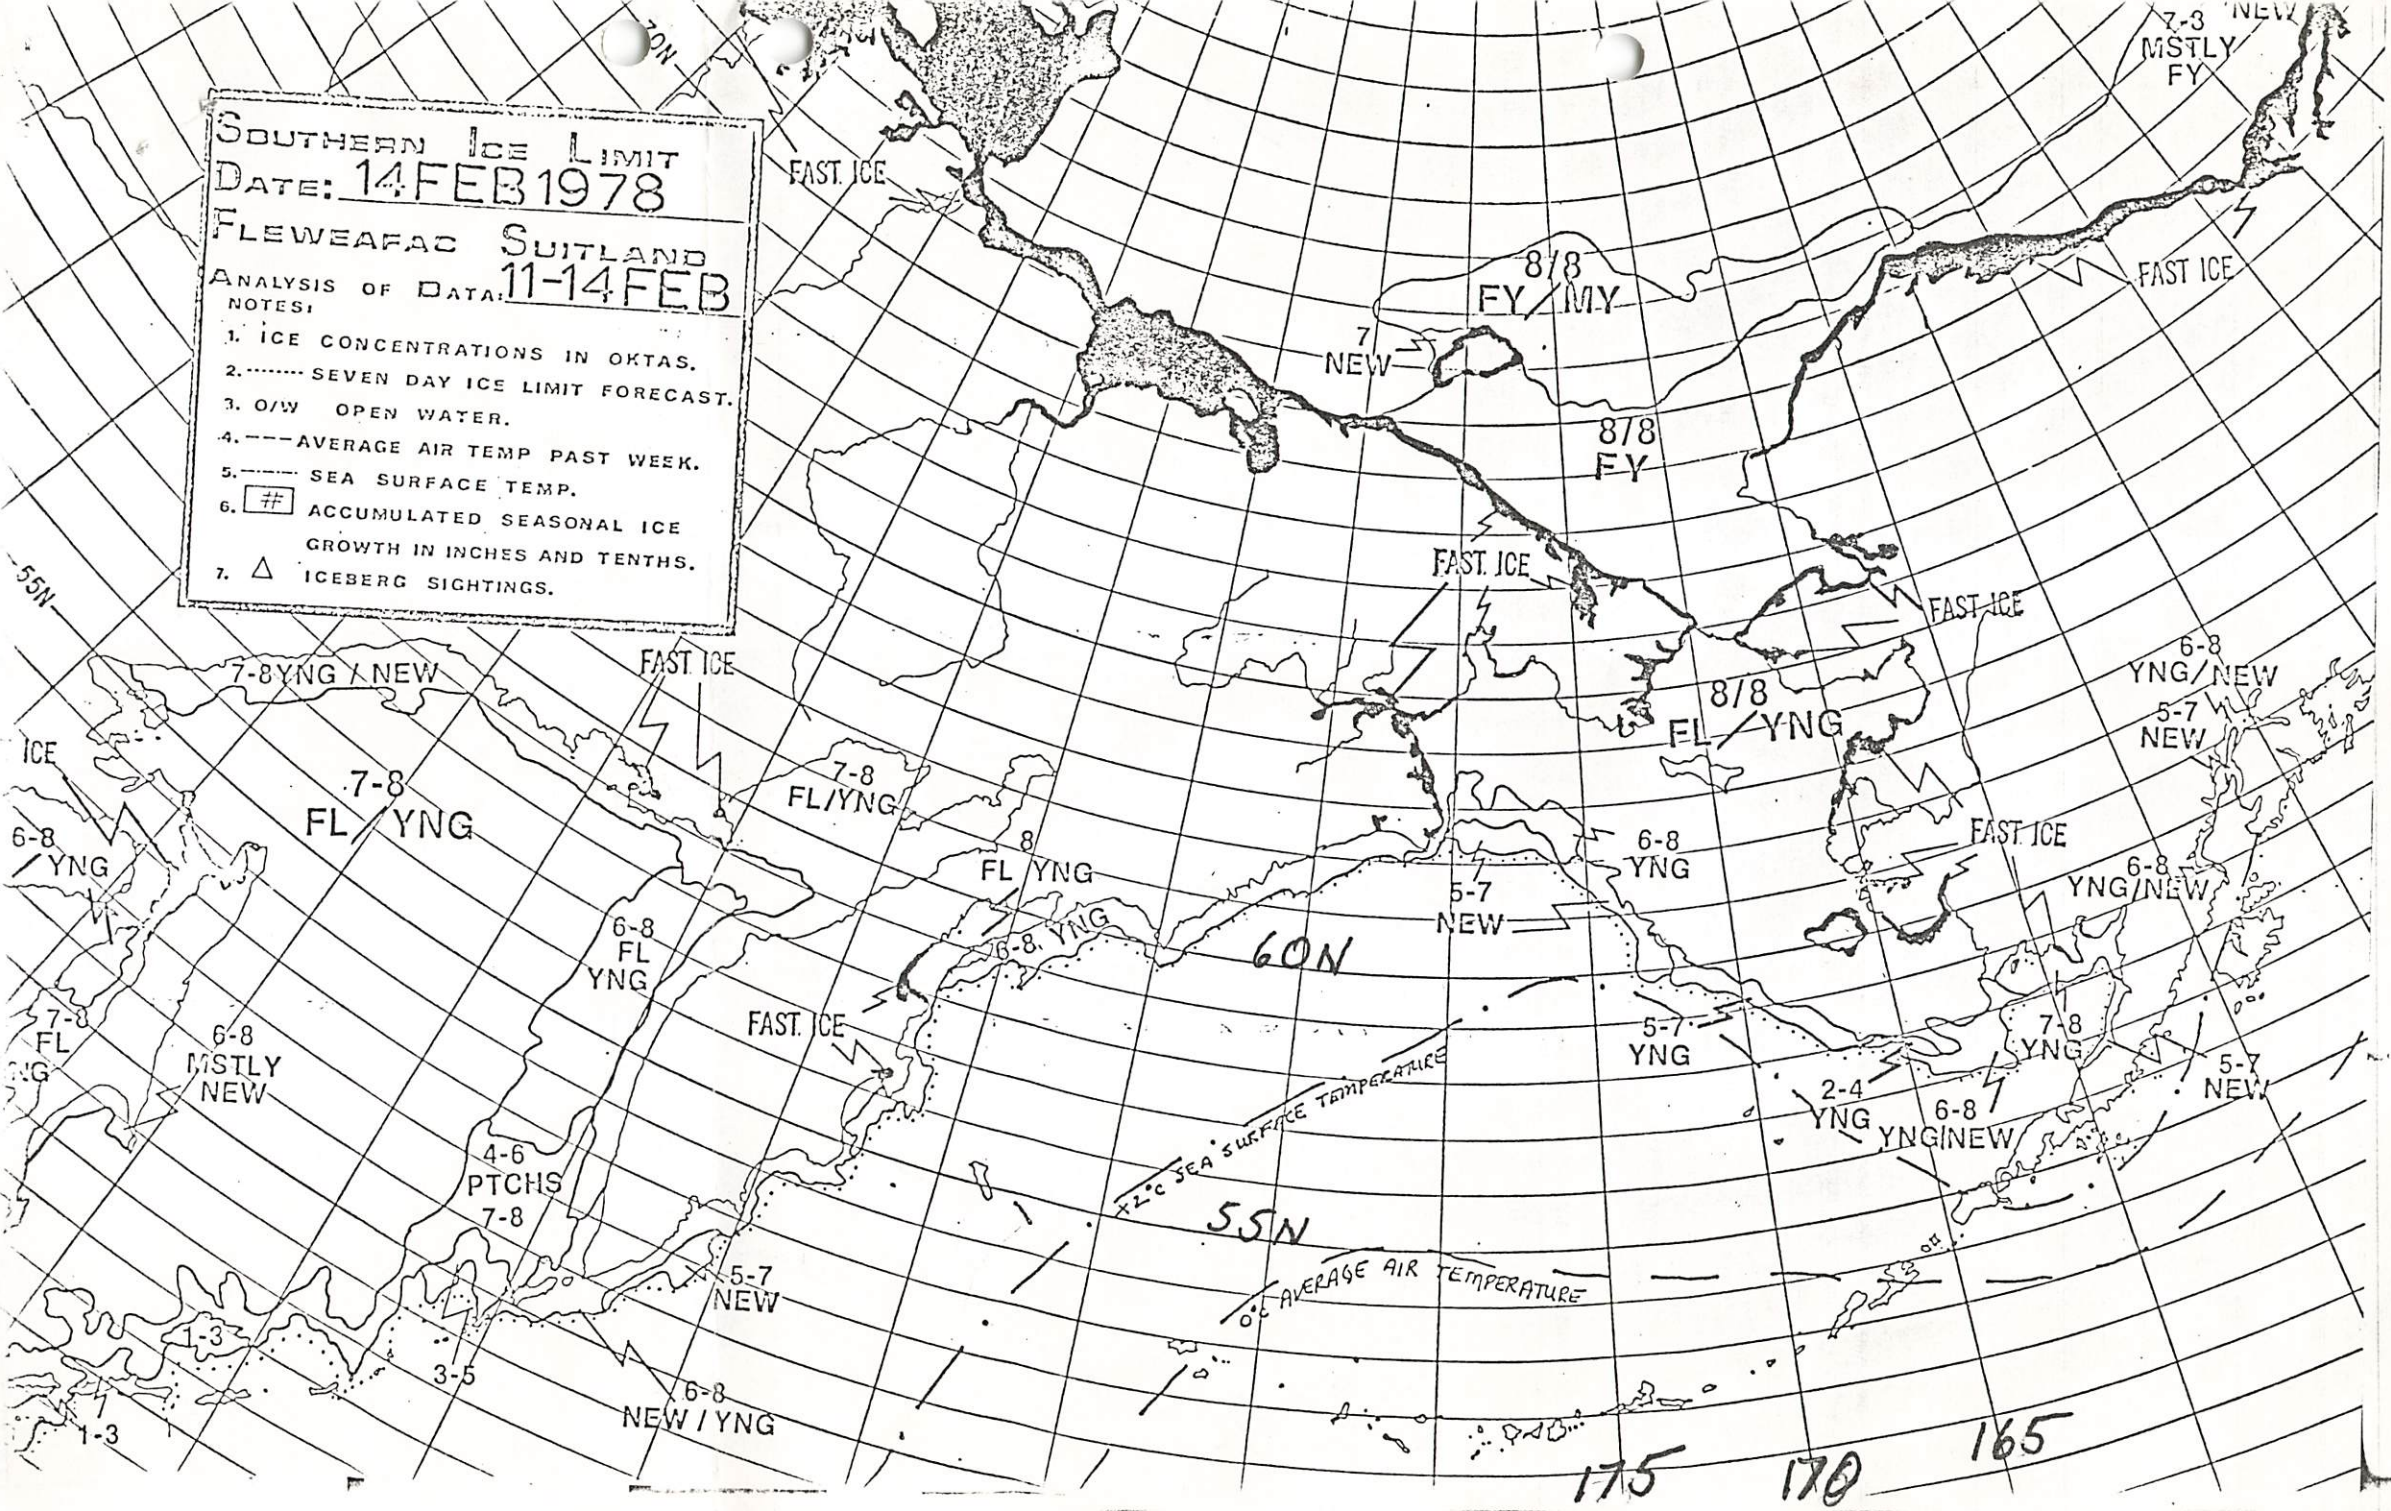 70N
7-3 NEW
MSTLY
FY
SOUTHERN ICE LIMIT
DATE: 14FEB1978
FLEWEAFAC SUITLAND
ANALYSIS OF DATA: 11-14FEB
NOTES:
1. ICE CONCENTRATIONS IN OKTAS.
2. ........ SEVEN DAY ICE LIMIT FORECAST.
3. O/W OPEN WATER.
4. --- AVERAGE AIR TEMP PAST WEEK.
5. -·-··- SEA SURFACE TEMP.
6. # ACCUMULATED SEASONAL ICE
GROWTH IN INCHES AND TENTHS.
7. △ ICEBERG SIGHTINGS.
FAST ICE
8/8
FY/MY
FAST ICE
7
NEW
8/8
FY
FAST ICE
FAST ICE
55N
7-8 YNG / NEW
FAST ICE
8/8
FL/YNG
6-8
YNG/NEW
5-7
NEW
ICE
7-8
FL/YNG
7-8
FL/YNG
6-8
/YNG
8
FL YNG
6-8
YNG
FAST ICE
6-8
YNG/NEW
5-7
NEW
6-8
FL
YNG
6-8 YNG
60N
7-8
FL
NG
6-8
MSTLY
NEW
FAST ICE
5-7
YNG
7-8
YNG
5-7
NEW
2-4
YNG
6-8
YNG/NEW
+2°C SEA SURFACE TEMPERATURE
4-6
PTCHS
7-8
55N
5-7
NEW
0°C AVERAGE AIR TEMPERATURE
1-3
3-5
6-8
NEW / YNG
1-3
175
170
165